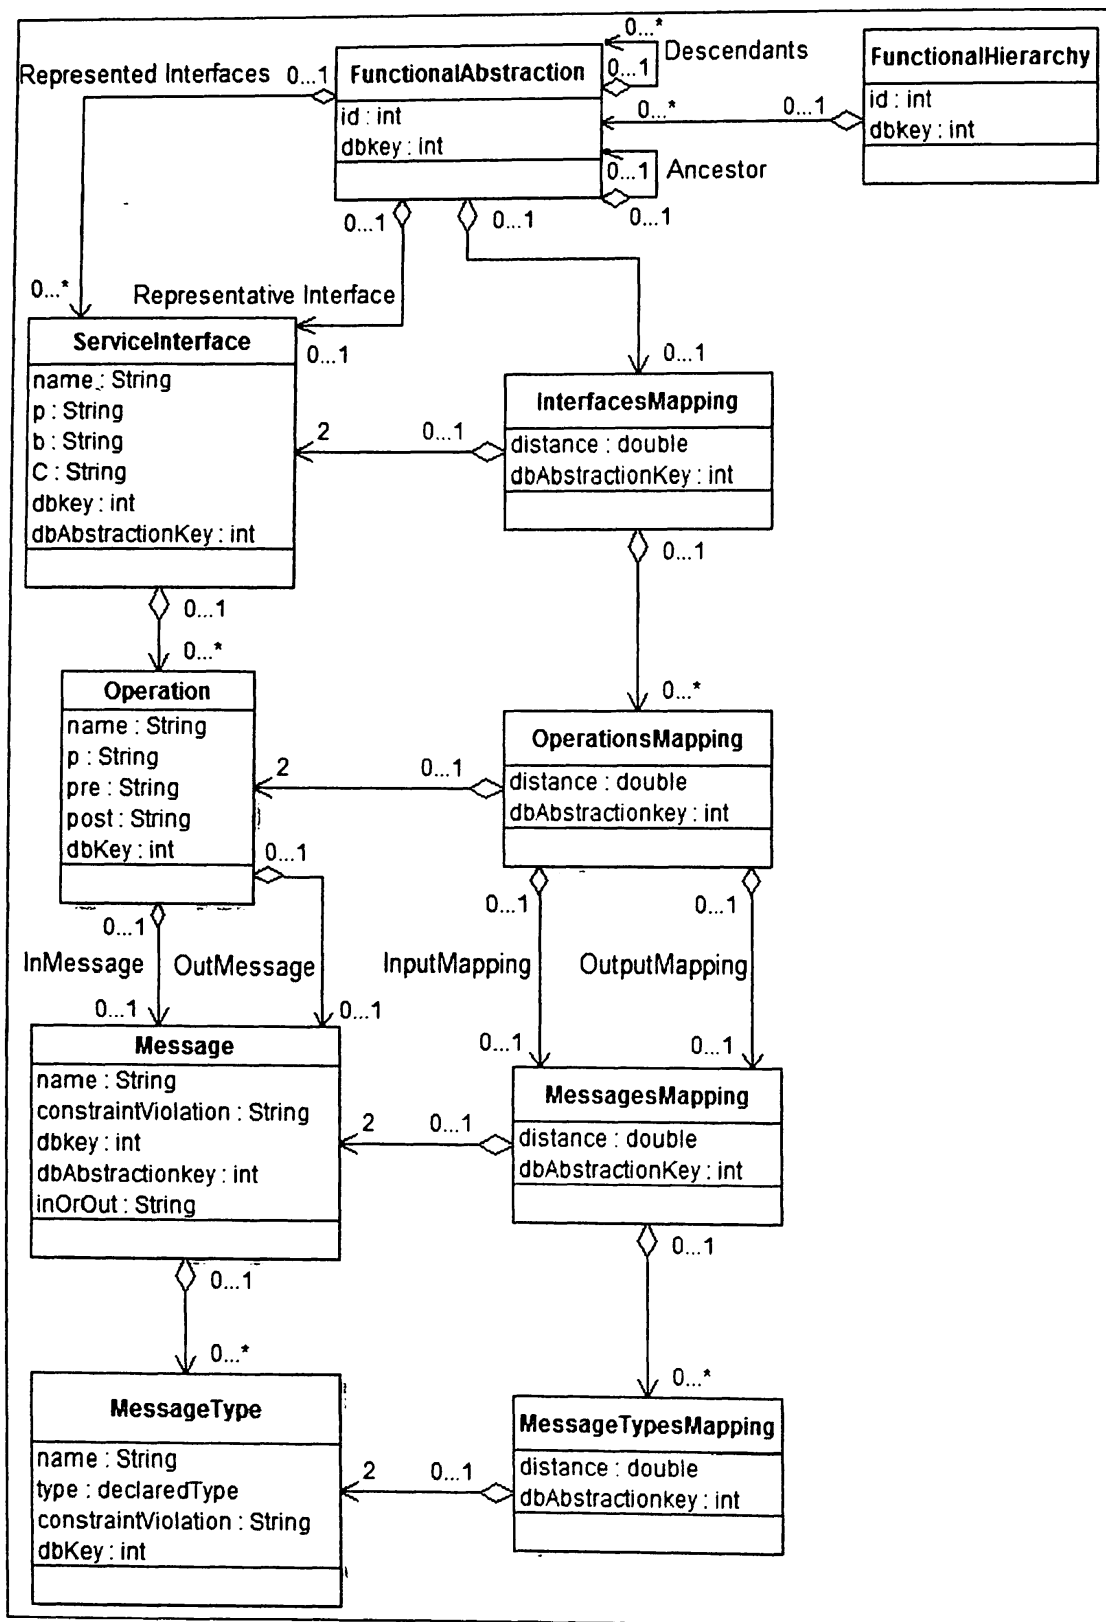 0...*
Descendants
Represented Interfaces
0...1
FunctionalAbstraction
0...1
FunctionalHierarchy
id : int
dbkey : int
0...*
0...1
id : int
dbkey : int
0...1
Ancestor
0...1
0...1
0...1
0...*
Representative Interface
0...1
0...1
ServiceInterface
name : String
p : String
b : String
C : String
dbkey : int
dbAbstractionKey : int
InterfacesMapping
distance : double
dbAbstractionKey : int
2
0...1
0...1
0...1
0...*
0...*
Operation
name : String
p : String
pre : String
post : String
dbKey : int
OperationsMapping
distance : double
dbAbstractionkey : int
2
0...1
0...1
0...1
0...1
0...1
InMessage
OutMessage
InputMapping
OutputMapping
0...1
0...1
0...1
0...1
Message
name : String
constraintViolation : String
dbkey : int
dbAbstractionkey : int
inOrOut : String
MessagesMapping
distance : double
dbAbstractionKey : int
2
0...1
0...1
0...1
0...*
0...*
MessageType
name : String
type : declaredType
constraintViolation : String
dbKey : int
MessageTypesMapping
distance : double
dbAbstractionkey : int
2
0...1